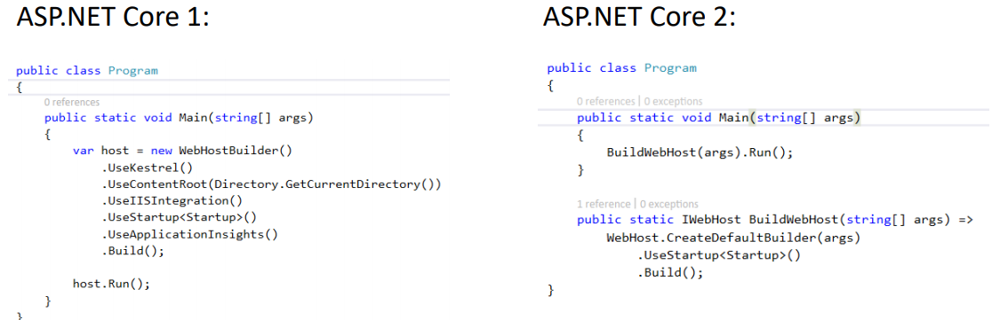 ASP.NET Core 1:
public class Program
{
0 references
public static void Main(string[] args)
{
var host = new WebHostBuilder()
.UseKestrel()
.UseContentRoot(Directory.GetCurrentDirectory())
.UseIISIntegration()
.UseStartup<Startup>()
.UseApplicationInsights()
.Build();
host.Run();
}
}
ASP.NET Core 2:
public class Program
{
0 references | 0 exceptions
public static void Main(string[] args)
{
BuildWebHost(args).Run();
}
1 reference | 0 exceptions
public static IWebHost BuildWebHost(string[] args) =>
WebHost.CreateDefaultBuilder(args)
.UseStartup<Startup>()
.Build();
}